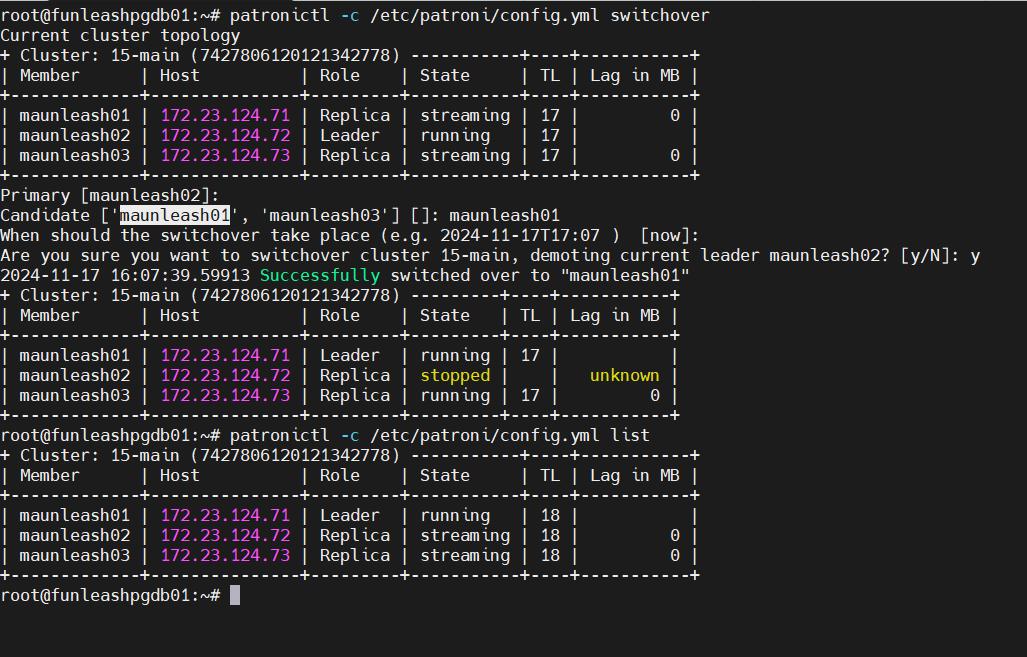 root@funleashpgdb01:~# patronictl -c /etc/patroni/config.yml switchover
Current cluster topology
+ Cluster: 15-main (7427806120121342778) -----------+----+-----------+
| Member      | Host          | Role    | State     | TL | Lag in MB |
+-------------+---------------+---------+-----------+----+-----------+
| maunleash01 | 172.23.124.71 | Replica | streaming | 17 |         0 |
| maunleash02 | 172.23.124.72 | Leader  | running   | 17 |           |
| maunleash03 | 172.23.124.73 | Replica | streaming | 17 |         0 |
+-------------+---------------+---------+-----------+----+-----------+
Primary [maunleash02]:
Candidate ['maunleash01', 'maunleash03'] []: maunleash01
When should the switchover take place (e.g. 2024-11-17T17:07 )  [now]:
Are you sure you want to switchover cluster 15-main, demoting current leader maunleash02? [y/N]: y
2024-11-17 16:07:39.59913 Successfully switched over to "maunleash01"
+ Cluster: 15-main (7427806120121342778) ---------+----+-----------+
| Member      | Host          | Role    | State   | TL | Lag in MB |
+-------------+---------------+---------+---------+----+-----------+
| maunleash01 | 172.23.124.71 | Leader  | running | 17 |           |
| maunleash02 | 172.23.124.72 | Replica | stopped |    |   unknown |
| maunleash03 | 172.23.124.73 | Replica | running | 17 |         0 |
+-------------+---------------+---------+---------+----+-----------+
root@funleashpgdb01:~# patronictl -c /etc/patroni/config.yml list
+ Cluster: 15-main (7427806120121342778) -----------+----+-----------+
| Member      | Host          | Role    | State     | TL | Lag in MB |
+-------------+---------------+---------+-----------+----+-----------+
| maunleash01 | 172.23.124.71 | Leader  | running   | 18 |           |
| maunleash02 | 172.23.124.72 | Replica | streaming | 18 |         0 |
| maunleash03 | 172.23.124.73 | Replica | streaming | 18 |         0 |
+-------------+---------------+---------+-----------+----+-----------+
root@funleashpgdb01:~#